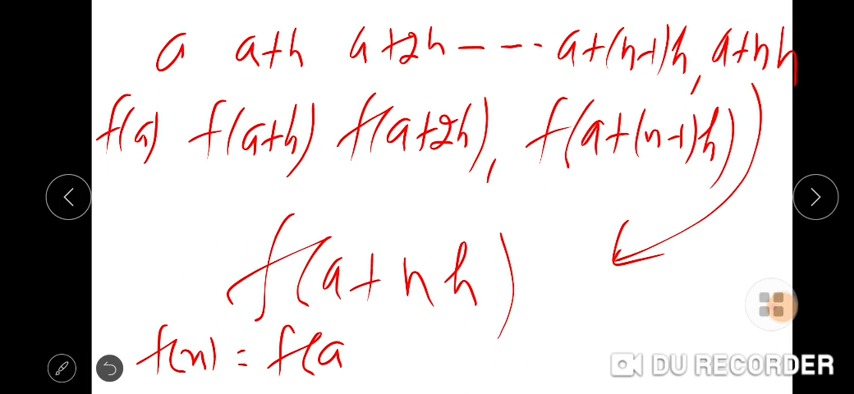 a a+h a+2h - - - - a+(n-1)h, a+nh
f(a) f(a+h) f(a+2h), f(a+(n-1)h)
f(a+nh)
f(n) = f(a
DU RECORDER